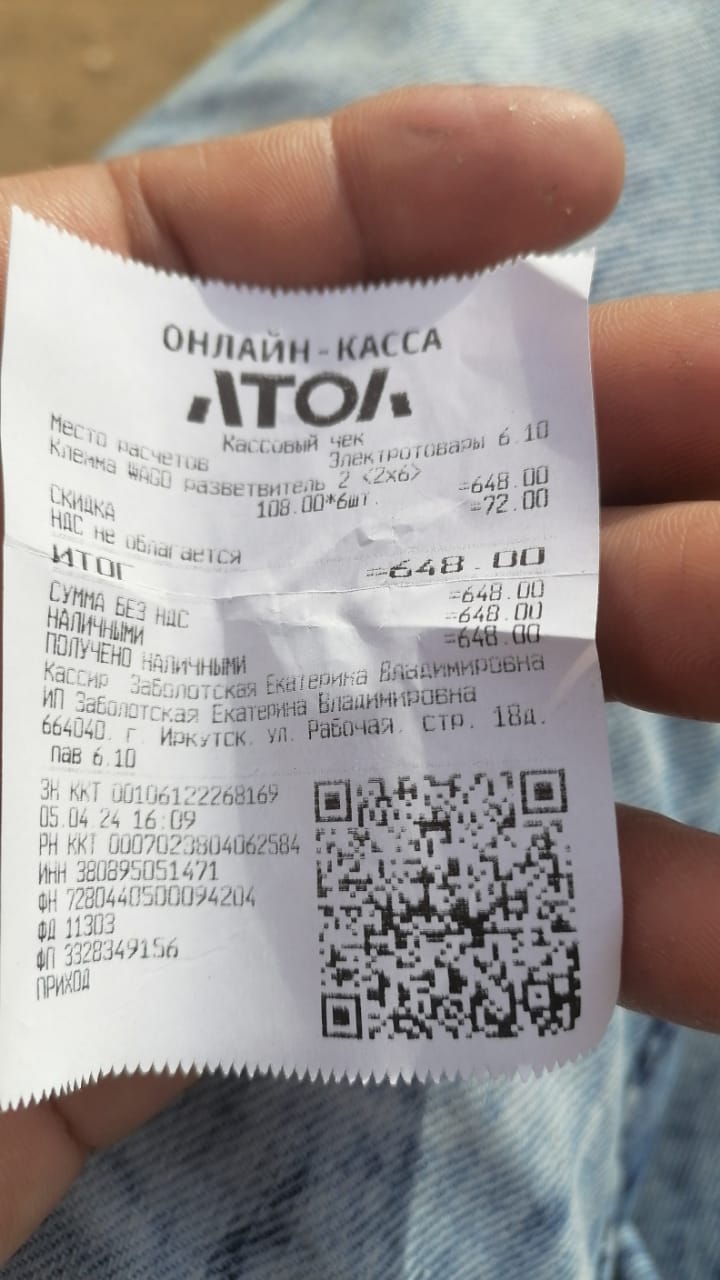 ОНЛАЙН-КАССА
АТОЛ
Кассовый чек
Место расчетов Электротовары 6.10
Клемма WAGO разветвитель 2 <2x6>
108.00*6шт. =648.00
СКИДКА =72.00
НДС не облагается
ИТОГ =648.00
СУММА БЕЗ НДС =648.00
НАЛИЧНЫМИ =648.00
ПОЛУЧЕНО НАЛИЧНЫМИ =648.00
Кассир Заболотская Екатерина Владимировна
ИП Заболотская Екатерина Владимировна
664040, г. Иркутск, ул. Рабочая, стр. 18д,
пав 6.10
ЗН ККТ 00106122268169
05.04.24 16:09
РН ККТ 0007023804062584
ИНН 380895051471
ФН 7280440500094204
ФД 11303
ФП 3328349156
ПРИХОД